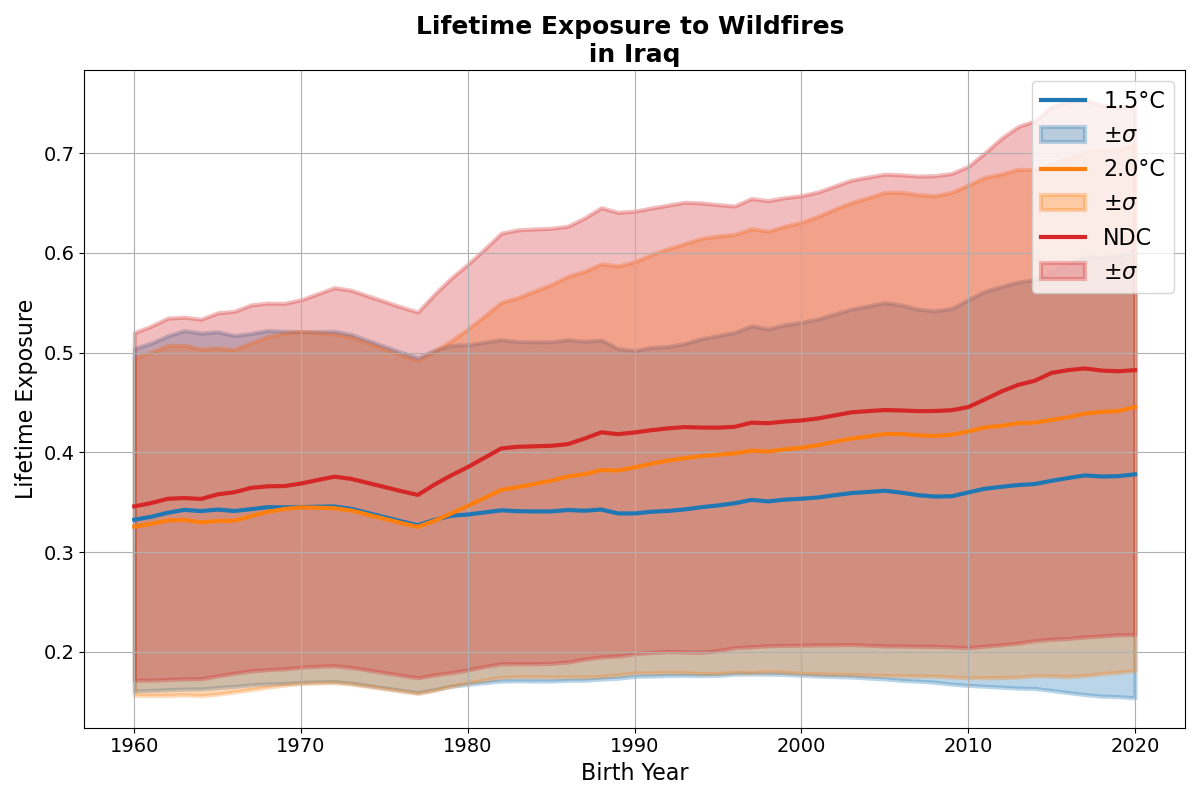 Lifetime Exposure to Wildfires
in Iraq
Lifetime Exposure
0.7
0.6
0.5
0.4
0.3
0.2
1.5°C
±σ
2.0°C
±σ
NDC
±σ
1960 1970 1980 1990 2000 2010 2020
Birth Year